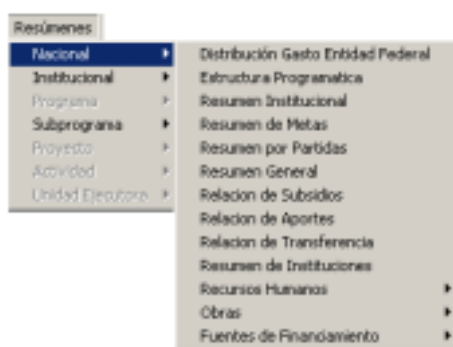 Resúmenes
Nacional
Institucional
Programa
Subprograma
Proyecto
Actividad
Unidad Ejecutora
Distribución Gasto Entidad Federal
Estructura Programatica
Resumen Institucional
Resumen de Metas
Resumen por Partidas
Resumen General
Relacion de Subsidios
Relacion de Aportes
Relacion de Transferencia
Resumen de Instituciones
Recursos Humanos
Obras
Fuentes de Financiamiento